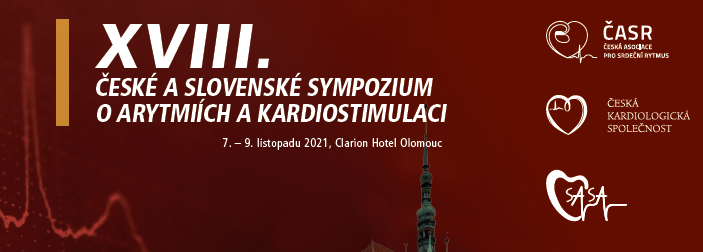 XVIII.
ČESKÉ A SLOVENSKÉ SYMPOZIUM
O ARYTMIÍCH A KARDIOSTIMULACI
7. – 9. listopadu 2021, Clarion Hotel Olomouc
ČASR
ČESKÁ ASOCIACE
PRO SRDEČNÍ RYTMUS
ČESKÁ
KARDIOLOGICKÁ
SPOLEČNOST
SASA